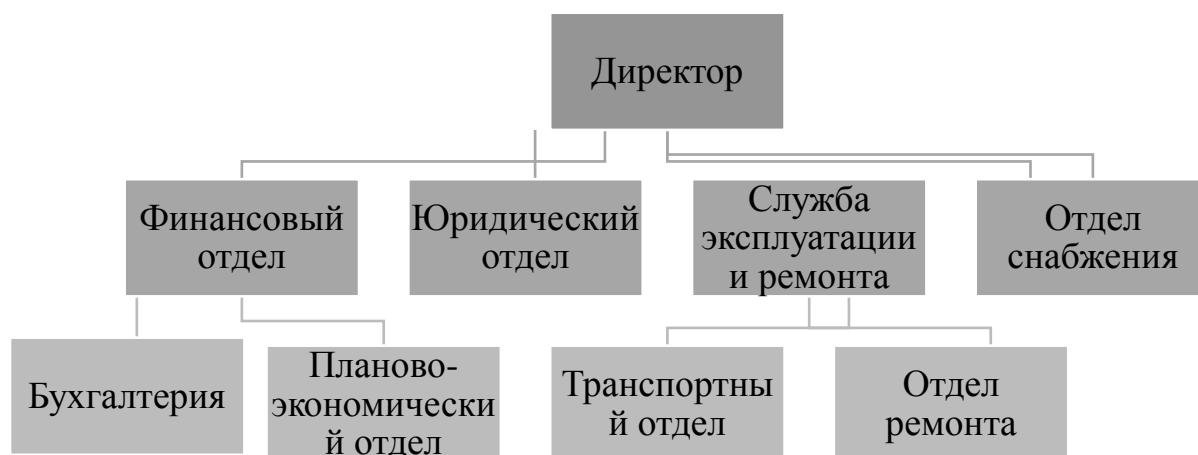 Директор
Финансовый
отдел
Юридический
отдел
Служба
эксплуатации
и ремонта
Отдел
снабжения
Бухгалтерия
Планово-
экономически
й отдел
Транспортны
й отдел
Отдел
ремонта